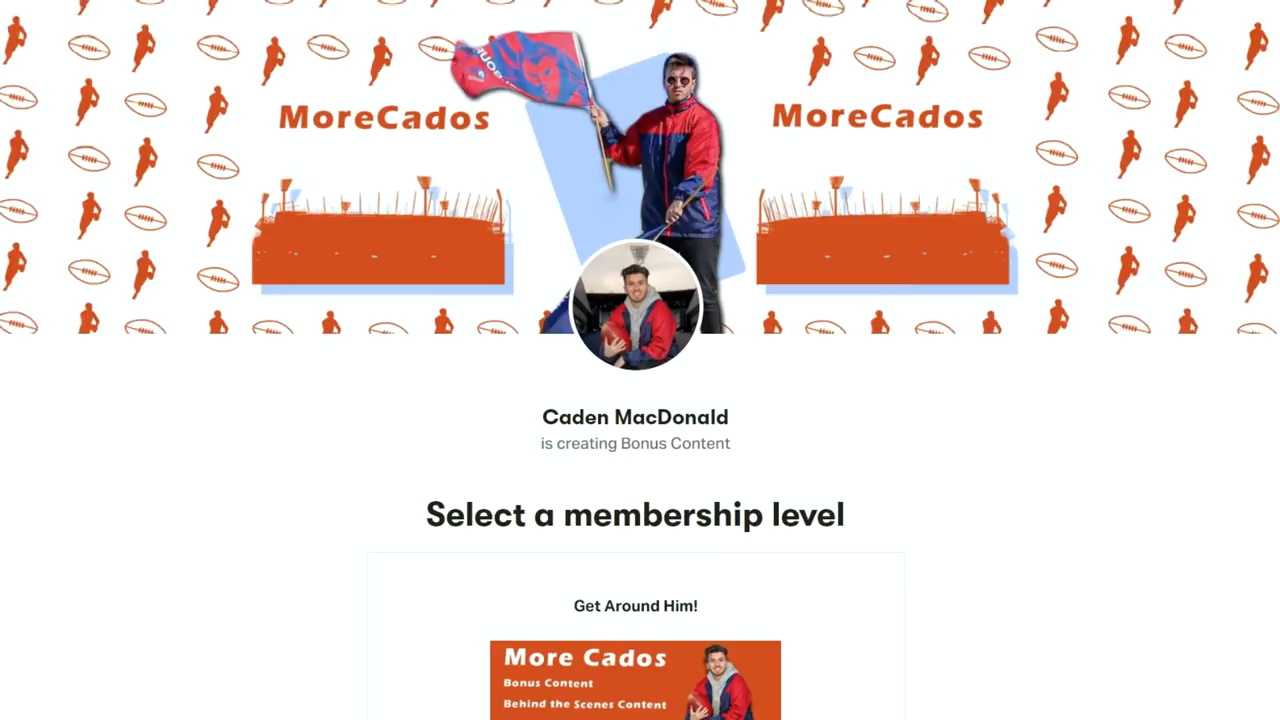 MoreCados
MoreCados
Caden MacDonald
is creating Bonus Content
Select a membership level
Get Around Him!
More Cados
Bonus Content
Behind the Scenes Content